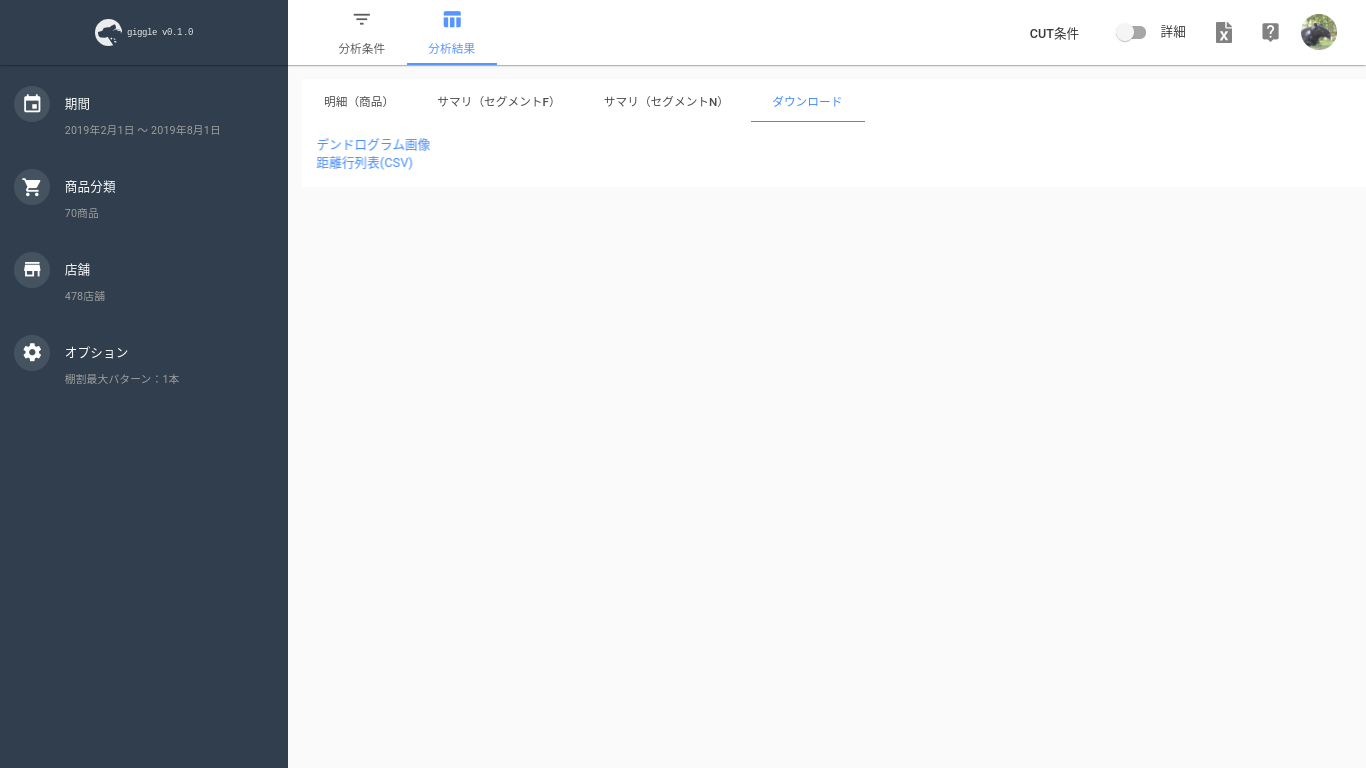 giggle v0.1.0
期間
2019年2月1日 〜 2019年8月1日
商品分類
70商品
店舗
478店舗
オプション
棚割最大パターン：1本
分析条件
分析結果
CUT条件
詳細
明細（商品）
サマリ（セグメントF）
サマリ（セグメントN）
ダウンロード
デンドログラム画像
距離行列表(CSV)